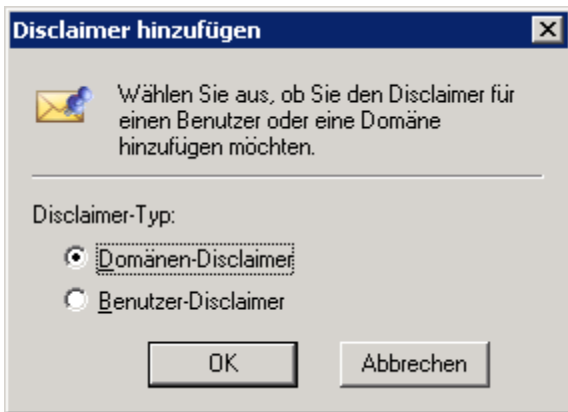 Disclaimer hinzufügen
Wählen Sie aus, ob Sie den Disclaimer für
einen Benutzer oder eine Domäne
hinzufügen möchten.
Disclaimer-Typ:
Domänen-Disclaimer
Benutzer-Disclaimer
OK Abbrechen